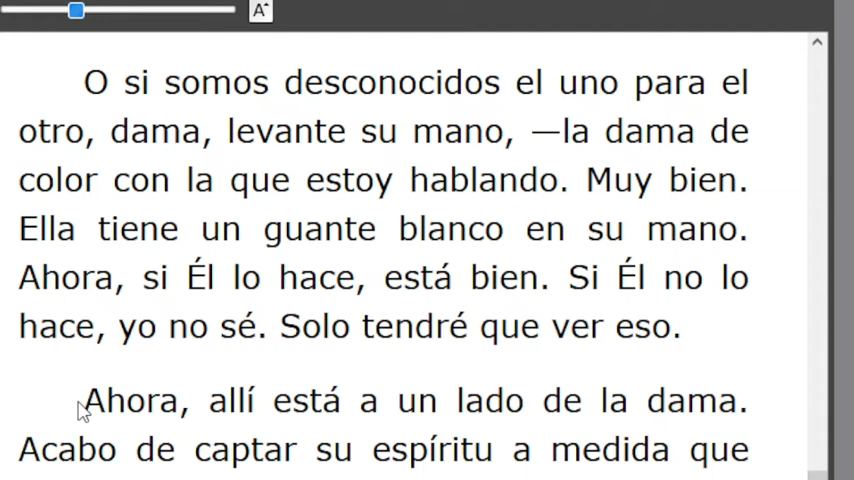 A
O si somos desconocidos el uno para el
otro, dama, levante su mano, —la dama de
color con la que estoy hablando. Muy bien.
Ella tiene un guante blanco en su mano.
Ahora, si Él lo hace, está bien. Si Él no lo
hace, yo no sé. Solo tendré que ver eso.
Ahora, allí está a un lado de la dama.
Acabo de captar su espíritu a medida que